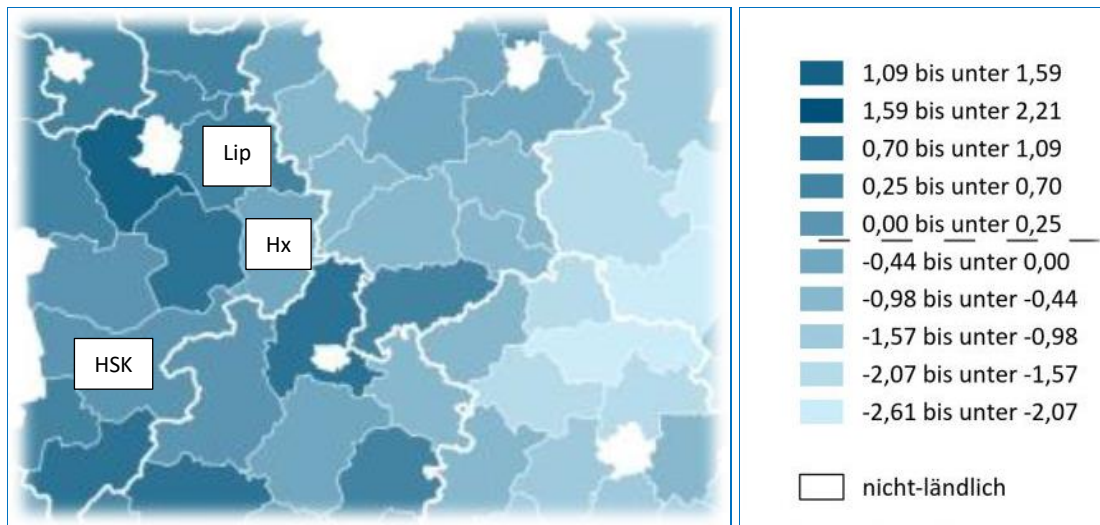 Lip
Hx
HSK
1,09 bis unter 1,59
1,59 bis unter 2,21
0,70 bis unter 1,09
0,25 bis unter 0,70
0,00 bis unter 0,25
-0,44 bis unter 0,00
-0,98 bis unter -0,44
-1,57 bis unter -0,98
-2,07 bis unter -1,57
-2,61 bis unter -2,07
nicht-ländlich